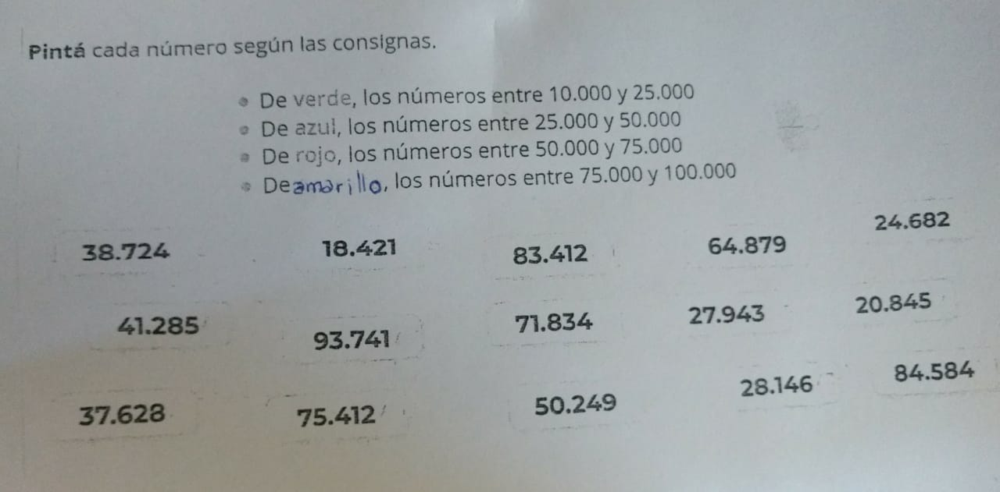 Pintá cada número según las consignas.
• De verde, los números entre 10.000 y 25.000
• De azul, los números entre 25.000 y 50.000
• De rojo, los números entre 50.000 y 75.000
• De amarillo, los números entre 75.000 y 100.000
38.724 18.421 83.412 64.879 24.682
41.285 93.741 71.834 27.943 20.845
37.628 75.412 50.249 28.146 84.584